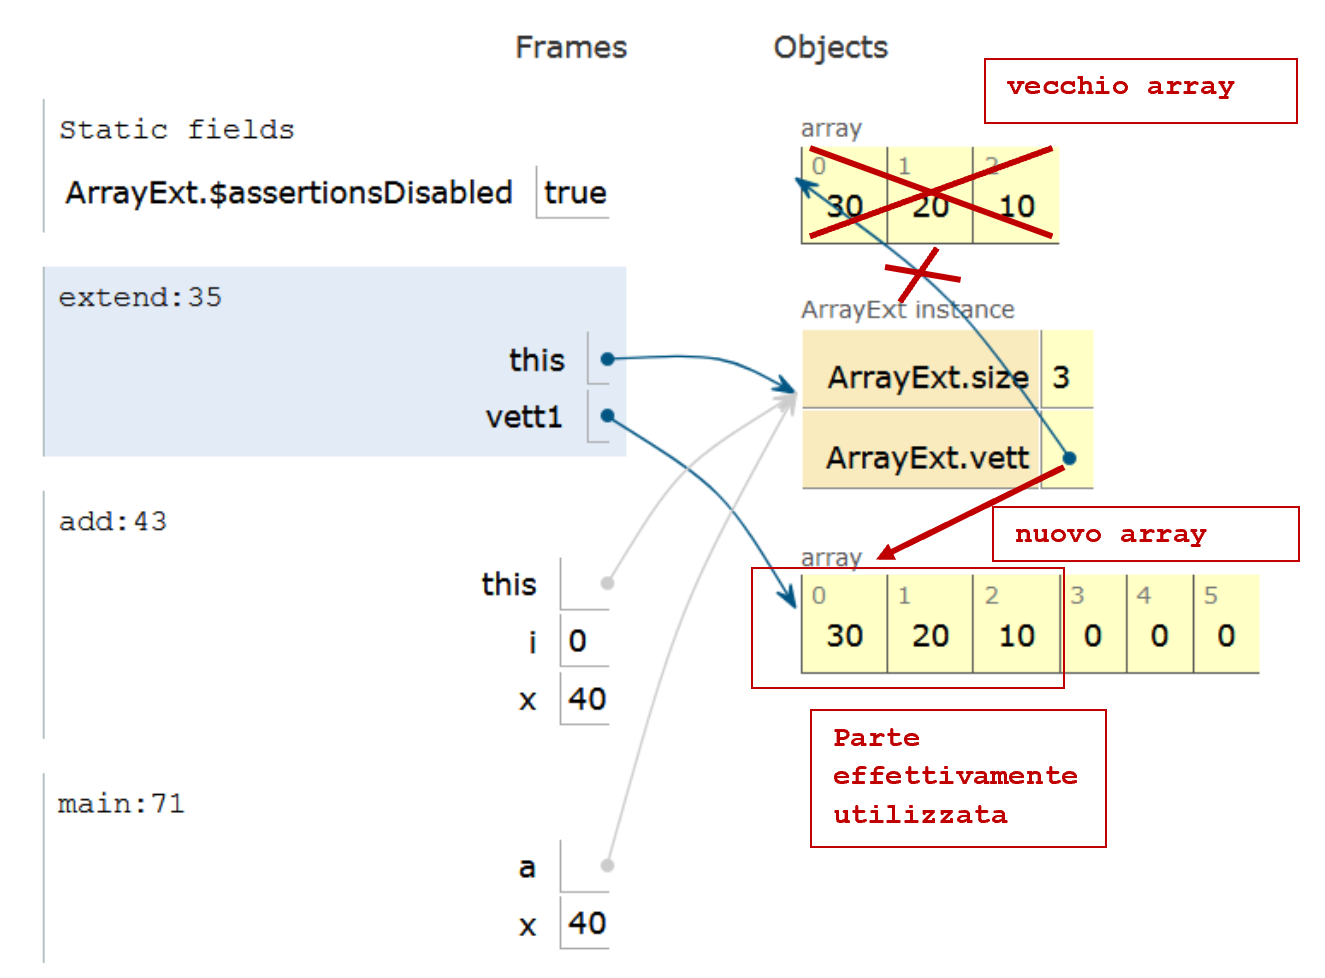 Frames Objects
vecchio array
Static fields
ArrayExt.$assertionsDisabled true
array
0 1 2
30 20 10
extend:35
this
vett1
ArrayExt instance
ArrayExt.size 3
ArrayExt.vett
add:43
this
i 0
x 40
nuovo array
array
0 1 2 3 4 5
30 20 10 0 0 0
Parte
effettivamente
utilizzata
main:71
a
x 40